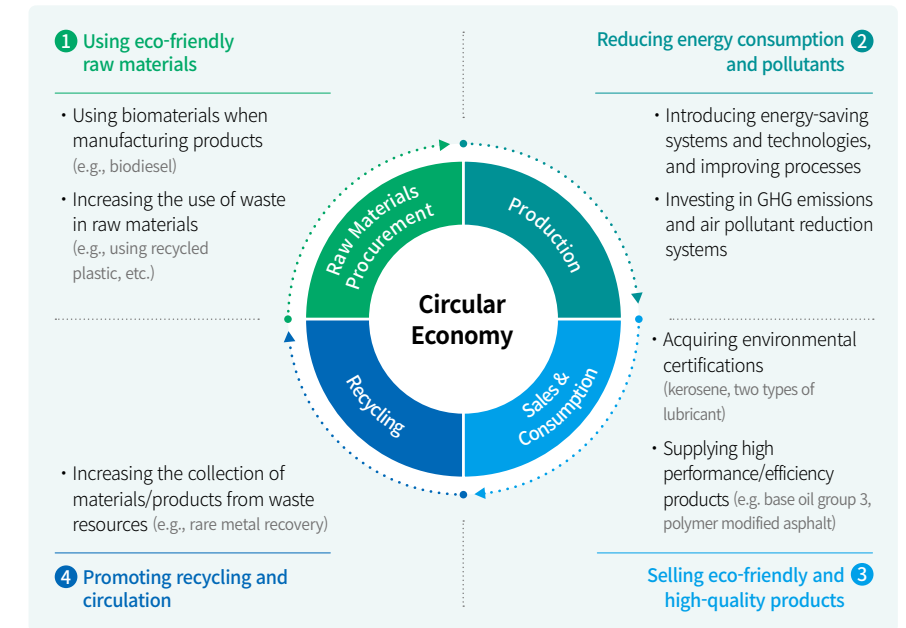 1 Using eco-friendly
raw materials
• Using biomaterials when
manufacturing products
(e.g., biodiesel)
• Increasing the use of waste
in raw materials
(e.g., using recycled
plastic, etc.)
Reducing energy consumption 2
and pollutants
• Introducing energy-saving
systems and technologies,
and improving processes
• Investing in GHG emissions
and air pollutant reduction
systems
Raw Materials
Procurement
Production
Circular
Economy
Recycling
Sales &
Consumption
• Acquiring environmental
certifications
(kerosene, two types of
lubricant)
• Supplying high
performance/efficiency
products (e.g. base oil group 3,
polymer modified asphalt)
Selling eco-friendly and 3
high-quality products
• Increasing the collection of
materials/products from waste
resources (e.g., rare metal recovery)
4 Promoting recycling and
circulation